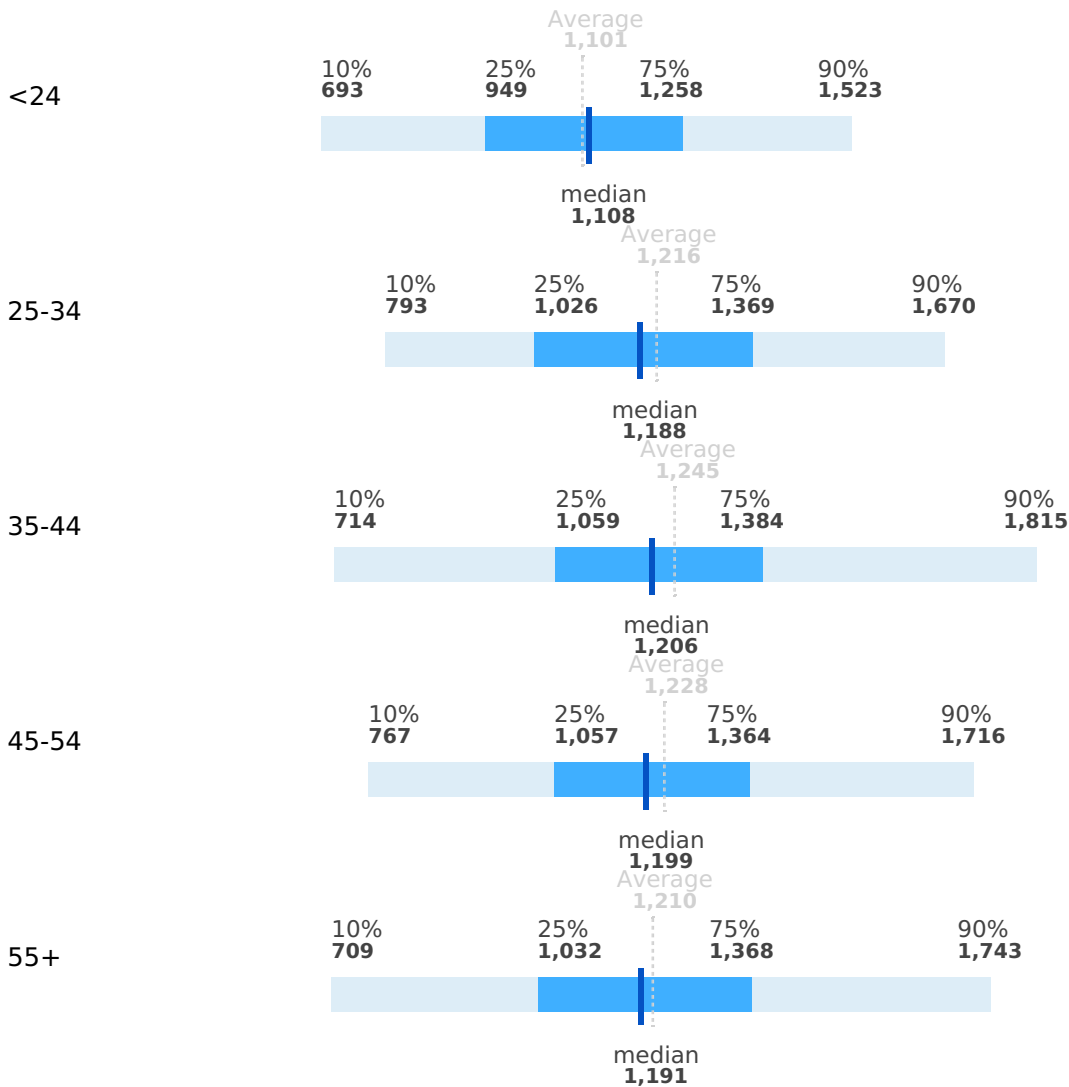 Average
1,101
10% 25% 75% 90%
693 949 1,258 1,523
<24
median
1,108
Average
1,216
10% 25% 75% 90%
793 1,026 1,369 1,670
25-34
median
1,188
Average
1,245
10% 25% 75% 90%
714 1,059 1,384 1,815
35-44
median
1,206
Average
1,228
10% 25% 75% 90%
767 1,057 1,364 1,716
45-54
median
1,199
Average
1,210
10% 25% 75% 90%
709 1,032 1,368 1,743
55+
median
1,191